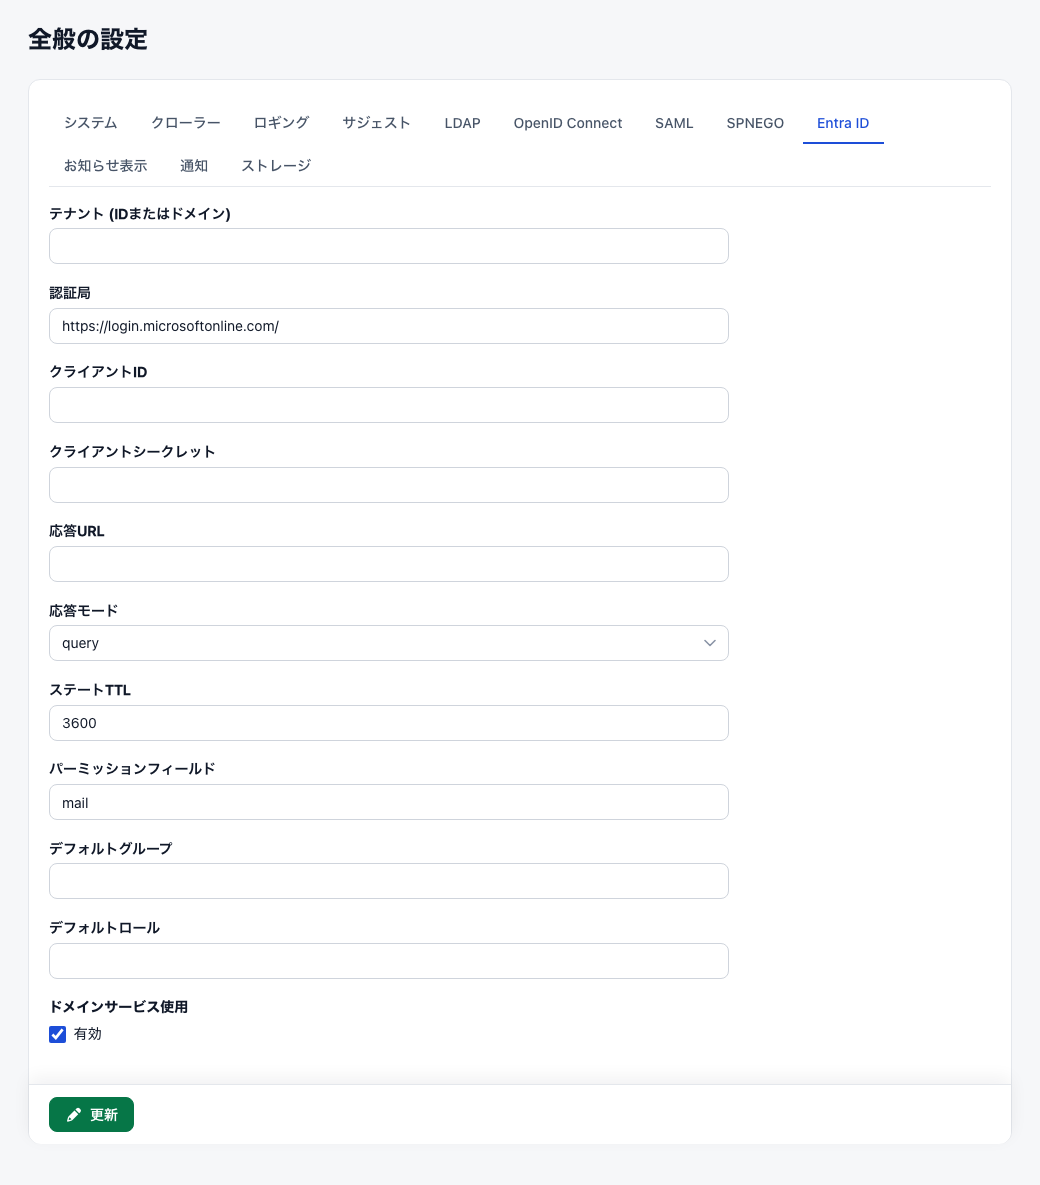 全般の設定
システム クローラー ロギング サジェスト LDAP OpenID Connect SAML SPNEGO Entra ID
お知らせ表示 通知 ストレージ
テナント (IDまたはドメイン)
認証局
https://login.microsoftonline.com/
クライアントID
クライアントシークレット
応答URL
応答モード
query
ステートTTL
3600
パーミッションフィールド
mail
デフォルトグループ
デフォルトロール
ドメインサービス使用
有効
更新